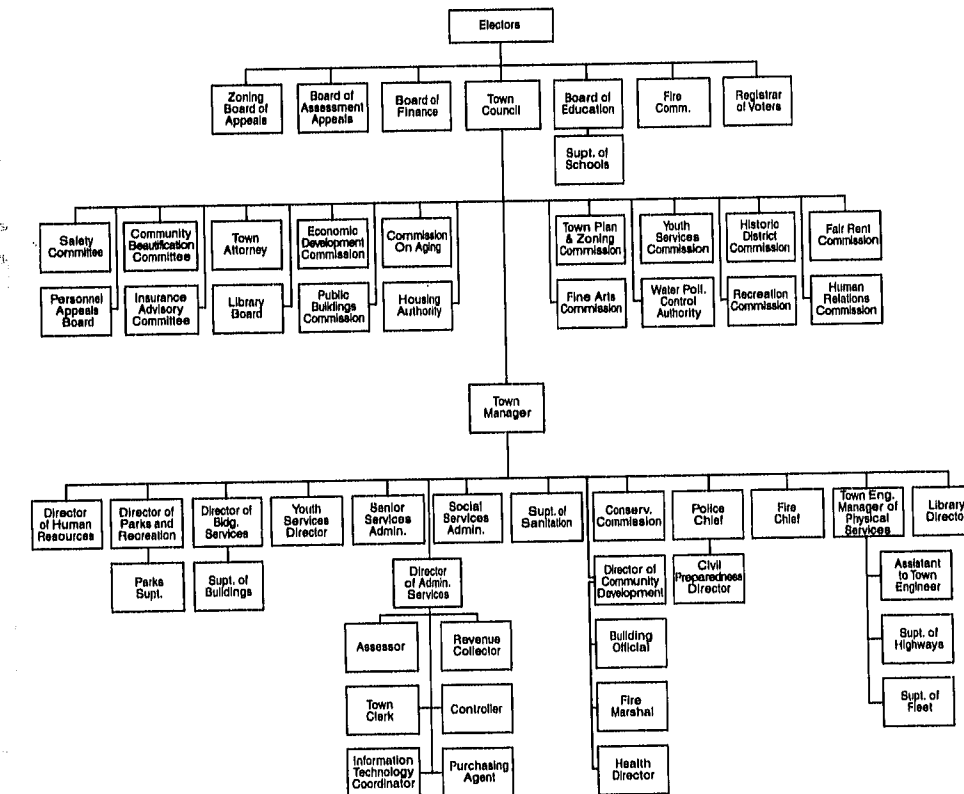 Electors
Zoning
Board of
Appeals
Board of
Assessment
Appeals
Board of
Finance
Town
Council
Board of
Education
Fire
Comm.
Registrar
of Voters
Supt. of
Schools
Safety
Committee
Community
Beautification
Committee
Town
Attorney
Economic
Development
Commission
Commission
On Aging
Town Plan
& Zoning
Commission
Youth
Services
Commission
Historic
District
Commission
Fair Rent
Commission
Personnel
Appeals
Board
Insurance
Advisory
Committee
Library
Board
Public
Buildings
Commission
Housing
Authority
Fine Arts
Commission
Water Poll.
Control
Authority
Recreation
Commission
Human
Relations
Commission
Town
Manager
Director
of Human
Resources
Director of
Parks and
Recreation
Director of
Bldg.
Services
Youth
Services
Director
Senior
Services
Admin.
Social
Services
Admin.
Supt. of
Sanitation
Conserv.
Commission
Police
Chief
Fire
Chief
Town Eng.
Manager of
Physical
Services
Library
Directo
Parks
Supt.
Supt. of
Buildings
Director
of Admin.
Services
Director of
Community
Development
Civil
Preparedness
Director
Assistant
to Town
Engineer
Assessor
Revenue
Collector
Building
Official
Supt. of
Highways
Town
Clerk
Controller
Fire
Marshal
Supt. of
Fleet
Information
Technology
Coordinator
Purchasing
Agent
Health
Director